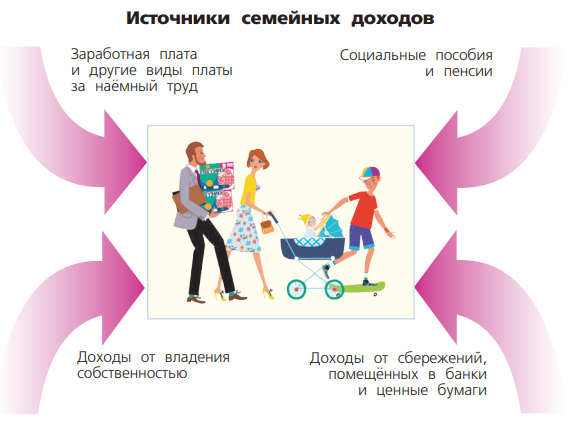 Источники семейных доходов
Заработная плата
и другие виды платы
за наёмный труд
Социальные пособия
и пенсии
Доходы от владения
собственностью
Доходы от сбережений,
помещённых в банки
и ценные бумаги